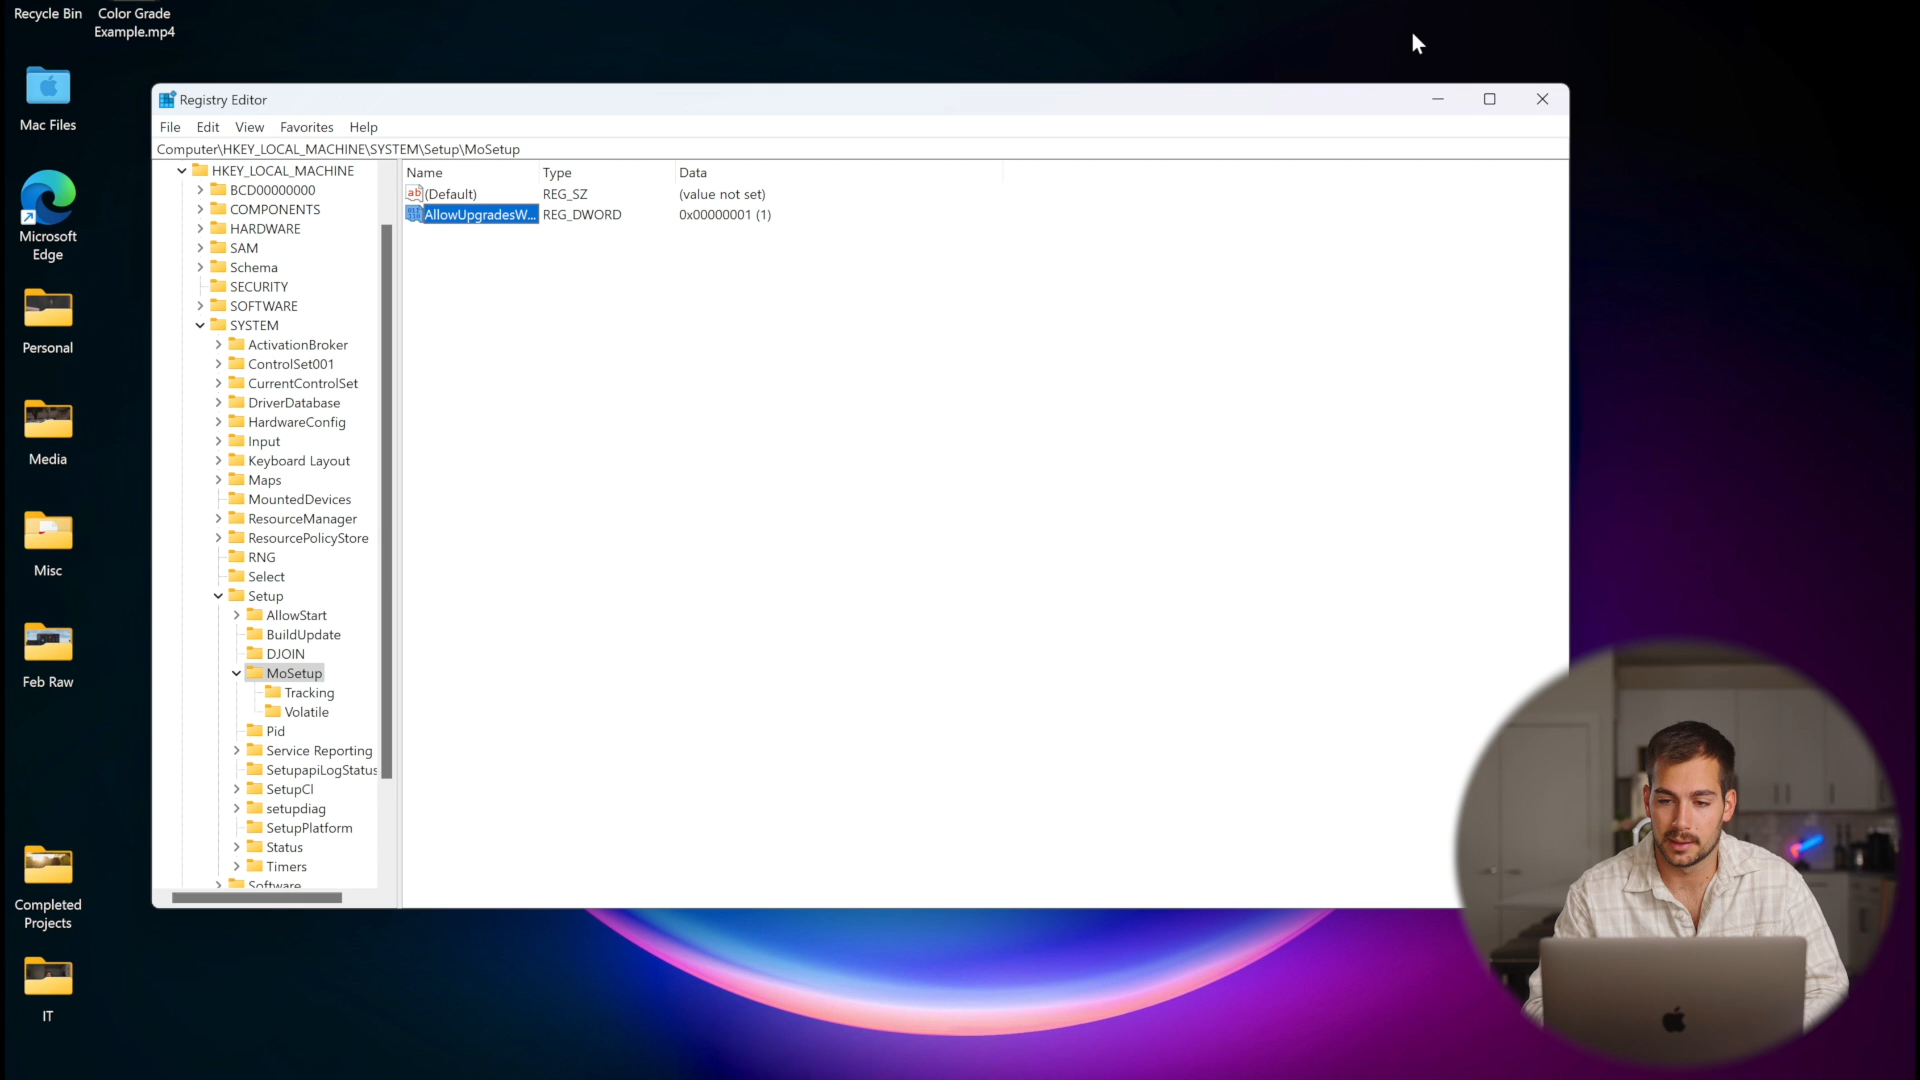 Recycle Bin
Color Grade
Example.mp4
Mac Files
Microsoft
Edge
Personal
Media
Misc
Feb Raw
Completed
Projects
IT
Registry Editor
File Edit View Favorites Help
Computer\HKEY_LOCAL_MACHINE\SYSTEM\Setup\MoSetup
HKEY_LOCAL_MACHINE
BCD00000000
COMPONENTS
HARDWARE
SAM
Schema
SECURITY
SOFTWARE
SYSTEM
ActivationBroker
ControlSet001
CurrentControlSet
DriverDatabase
HardwareConfig
Input
Keyboard Layout
Maps
MountedDevices
ResourceManager
ResourcePolicyStore
RNG
Select
Setup
AllowStart
BuildUpdate
DJOIN
MoSetup
Tracking
Volatile
Pid
Service Reporting
SetupapiLogStatus
SetupCl
setupdiag
SetupPlatform
Status
Timers
Software
Name Type Data
ab (Default) REG_SZ (value not set)
AllowUpgradesW... REG_DWORD 0x00000001 (1)